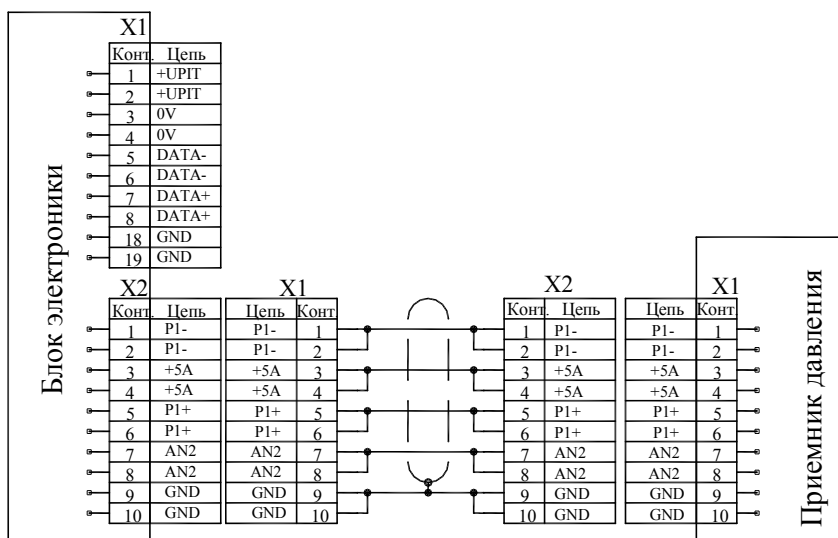 X1
Конт. Цепь
1 +UPIT
2 +UPIT
3 0V
4 0V
5 DATA-
6 DATA-
7 DATA+
8 DATA+
18 GND
19 GND
Блок электроники
X2 X1 X2 X1
Конт. Цепь Цепь Конт. Конт. Цепь Цепь Конт.
1 P1- P1- 1 1 P1- P1- 1
2 P1- P1- 2 2 P1- P1- 2
3 +5A +5A 3 3 +5A +5A 3
4 +5A +5A 4 4 +5A +5A 4
5 P1+ P1+ 5 5 P1+ P1+ 5
6 P1+ P1+ 6 6 P1+ P1+ 6
7 AN2 AN2 7 7 AN2 AN2 7
8 AN2 AN2 8 8 AN2 AN2 8
9 GND GND 9 9 GND GND 9
10 GND GND 10 10 GND GND 10
Приемник давления